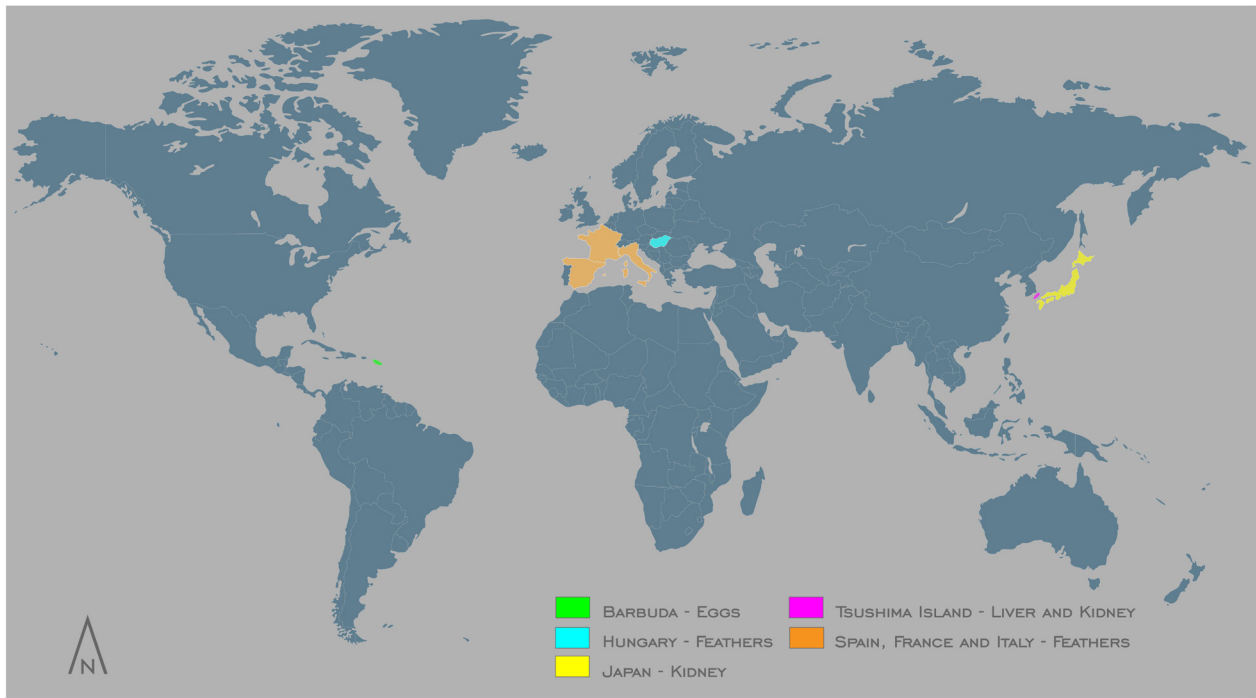 Barbuda - Eggs
Hungary - Feathers
Japan - Kidney
Tsushima Island - Liver and Kidney
Spain, France and Italy - Feathers
N